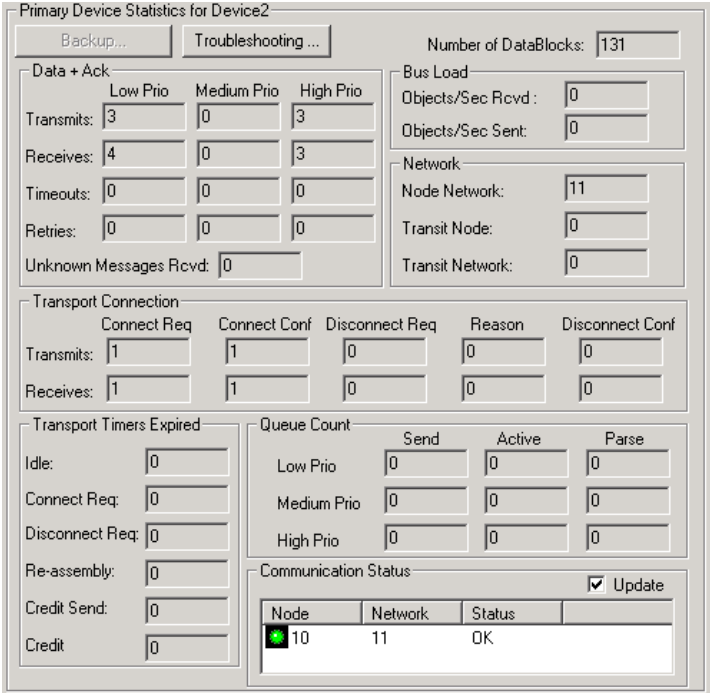 Primary Device Statistics for Device2
Backup... Troubleshooting ... Number of DataBlocks: 131
Data + Ack
Low Prio Medium Prio High Prio
Transmits: 3 0 3
Receives: 4 0 3
Timeouts: 0 0 0
Retries: 0 0 0
Unknown Messages Rcvd: 0
Bus Load
Objects/Sec Rcvd : 0
Objects/Sec Sent: 0
Network
Node Network: 11
Transit Node: 0
Transit Network: 0
Transport Connection
Connect Req Connect Conf Disconnect Req Reason Disconnect Conf
Transmits: 1 1 0 0 0
Receives: 1 1 0 0 0
Transport Timers Expired
Idle: 0
Connect Req: 0
Disconnect Req: 0
Re-assembly: 0
Credit Send: 0
Credit 0
Queue Count
Send Active Parse
Low Prio 0 0 0
Medium Prio 0 0 0
High Prio 0 0 0
Communication Status
Update
Node Network Status
10 11 OK